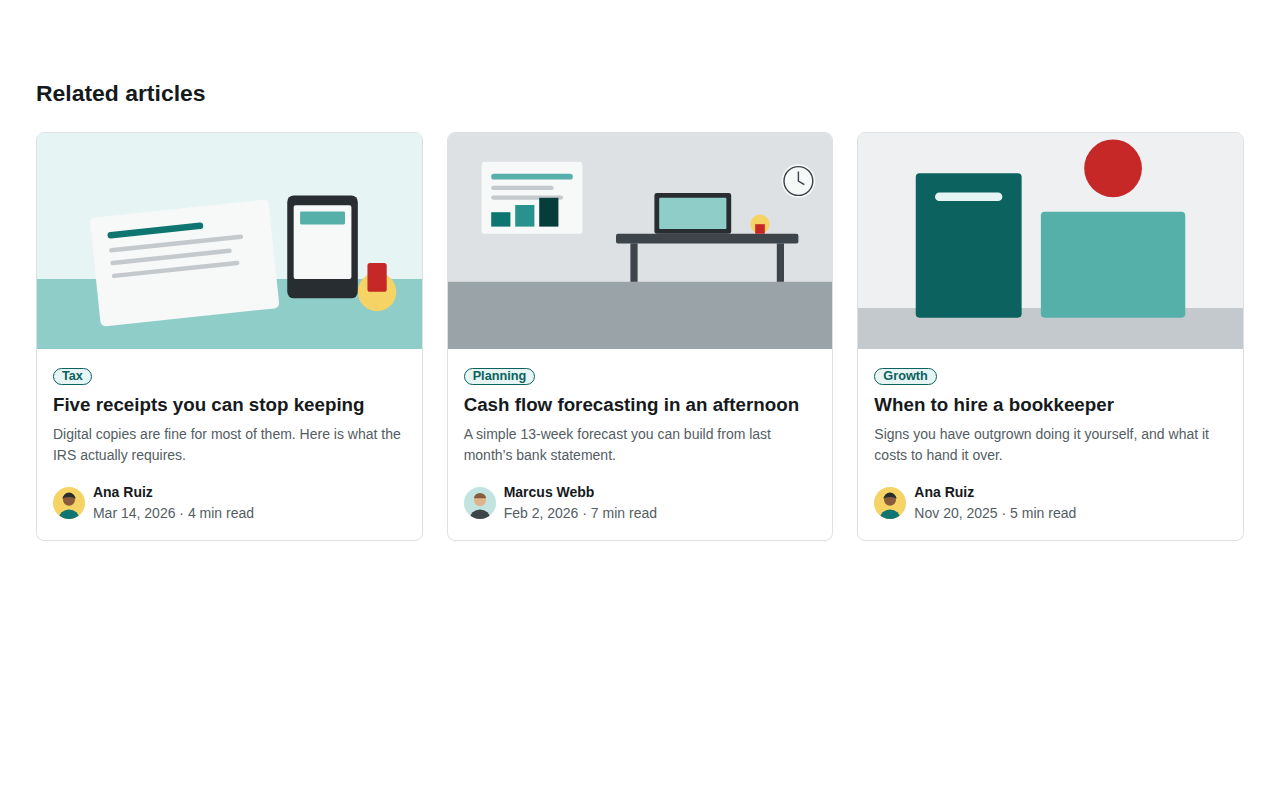 Related articles
Tax
Five receipts you can stop keeping
Digital copies are fine for most of them. Here is what the
IRS actually requires.
Ana Ruiz
Mar 14, 2026 · 4 min read
Planning
Cash flow forecasting in an afternoon
A simple 13-week forecast you can build from last
month’s bank statement.
Marcus Webb
Feb 2, 2026 · 7 min read
Growth
When to hire a bookkeeper
Signs you have outgrown doing it yourself, and what it
costs to hand it over.
Ana Ruiz
Nov 20, 2025 · 5 min read